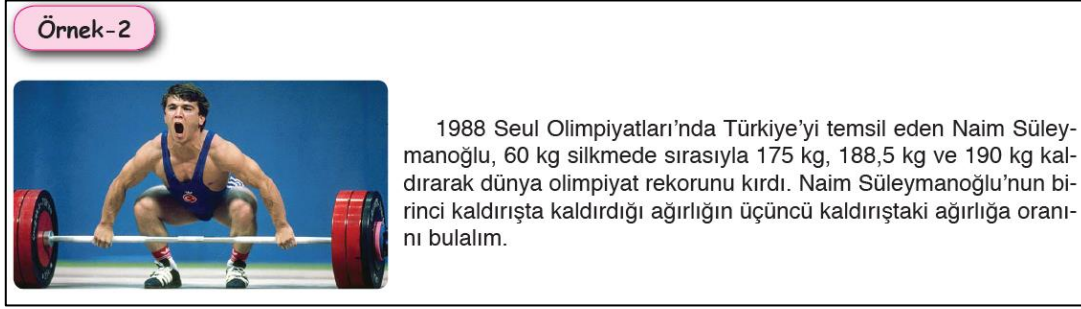 Örnek-2
1988 Seul Olimpiyatları’nda Türkiye’yi temsil eden Naim Süley-
manoğlu, 60 kg silkmede sırasıyla 175 kg, 188,5 kg ve 190 kg kal-
dırarak dünya olimpiyat rekorunu kırdı. Naim Süleymanoğlu’nun bi-
rinci kaldırışta kaldırdığı ağırlığın üçüncü kaldırıştaki ağırlığa oranı-
nı bulalım.